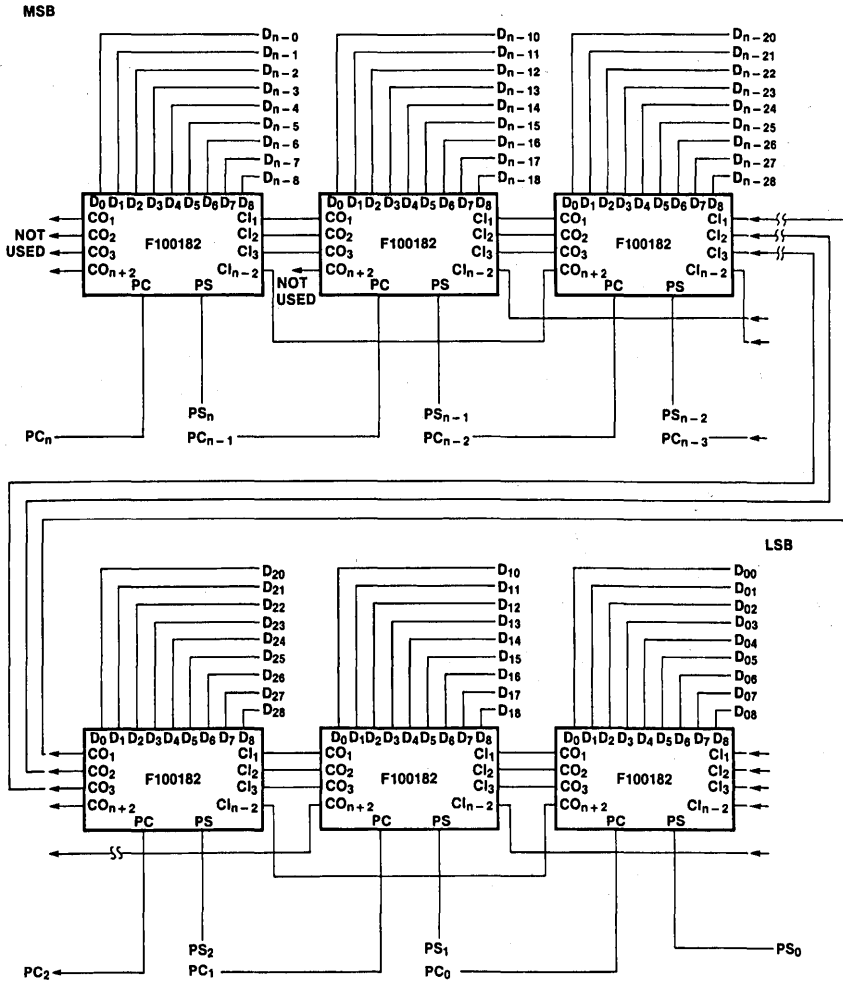 MSB
Dn−0 Dn−10 Dn−20
Dn−1 Dn−11 Dn−21
Dn−2 Dn−12 Dn−22
Dn−3 Dn−13 Dn−23
Dn−4 Dn−14 Dn−24
Dn−5 Dn−15 Dn−25
Dn−6 Dn−16 Dn−26
Dn−7 Dn−17 Dn−27
Dn−8 Dn−18 Dn−28
D0 D1 D2 D3 D4 D5 D6 D7 D8 D0 D1 D2 D3 D4 D5 D6 D7 D8 D0 D1 D2 D3 D4 D5 D6 D7 D8
CO1 CI1 CO1 CI1 CO1 CI1
NOT USED
CO2 F100182 CI2 CO2 F100182 CI2 CO2 F100182 CI2
CO3 CI3 CO3 CI3 CO3 CI3
COn+2 CIn−2 COn+2 CIn−2 COn+2 CIn−2
NOT USED
PC PS PC PS PC PS
PSn PSn−1 PSn−2
PCn PCn−1 PCn−2 PCn−3
LSB
D20 D10 D00
D21 D11 D01
D22 D12 D02
D23 D13 D03
D24 D14 D04
D25 D15 D05
D26 D16 D06
D27 D17 D07
D28 D18 D08
D0 D1 D2 D3 D4 D5 D6 D7 D8 D0 D1 D2 D3 D4 D5 D6 D7 D8 D0 D1 D2 D3 D4 D5 D6 D7 D8
CO1 CI1 CO1 CI1 CO1 CI1
CO2 F100182 CI2 CO2 F100182 CI2 CO2 F100182 CI2
CO3 CI3 CO3 CI3 CO3 CI3
COn+2 CIn−2 COn+2 CIn−2 COn+2 CIn−2
PC PS PC PS PC PS
PS2 PS1 PS0
PC2 PC1 PC0